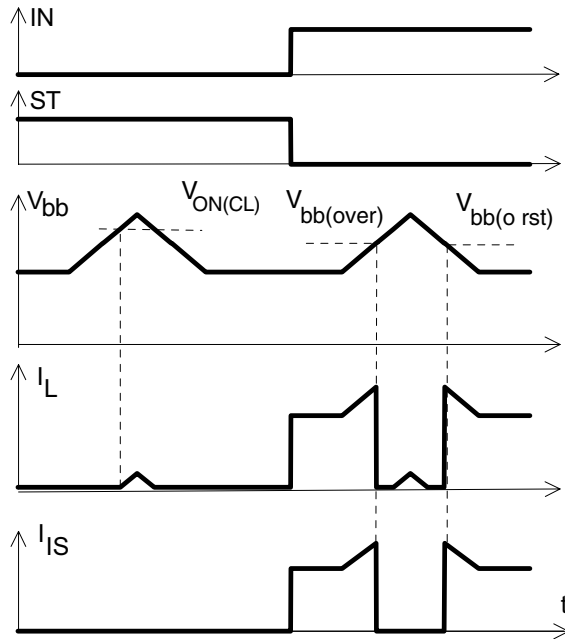 IN
ST
Vbb
VON(CL)
Vbb(over)
Vbb(o rst)
IL
IIS
t